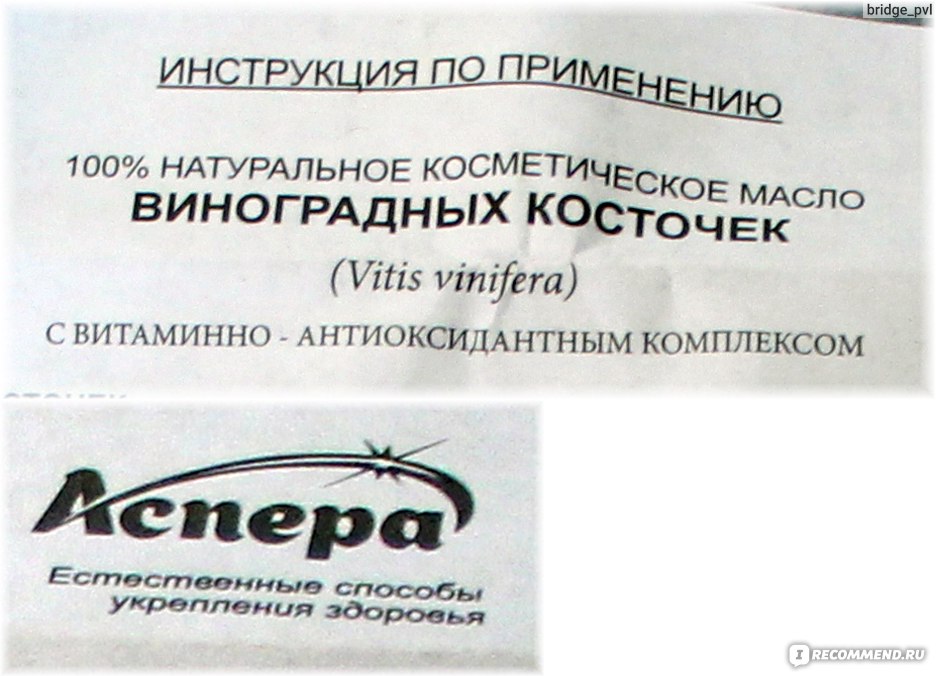 bridge_pvl
ИНСТРУКЦИЯ ПО ПРИМЕНЕНИЮ
100% НАТУРАЛЬНОЕ КОСМЕТИЧЕСКОЕ МАСЛО
ВИНОГРАДНЫХ КОСТОЧЕК
(Vitis vinifera)
С ВИТАМИННО - АНТИОКСИДАНТНЫМ КОМПЛЕКСОМ
Аспера
Естественные способы
укрепления здоровья
IRECOMMEND.RU